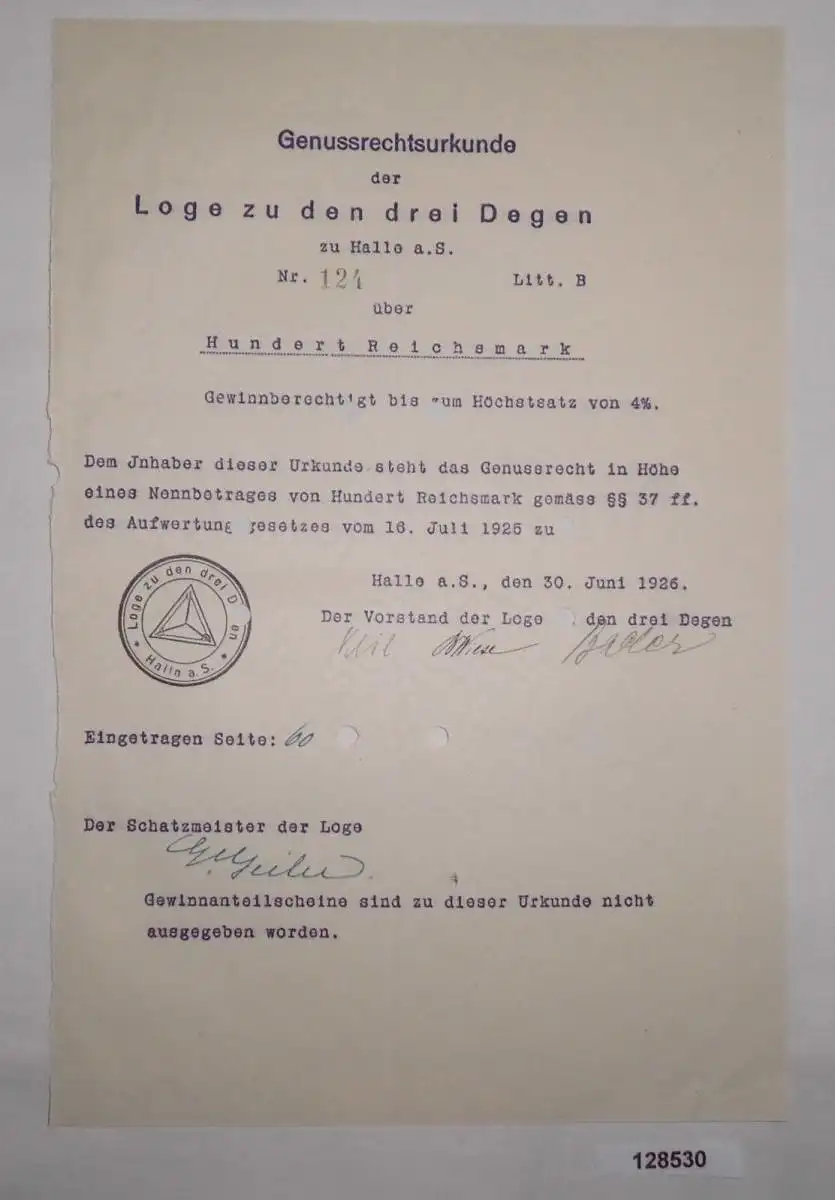 Genussrechtsurkunde
der
Loge zu den drei Degen
zu Halle a.S.
Nr. 124 Litt. B
über
Hundert Reichsmark
Gewinnberechtigt bis zum Höchstsatz von 4%.
Dem Jnhaber dieser Urkunde steht das Genussrecht in Höhe
eines Nennbetrages von Hundert Reichsmark gemäss §§ 37 ff.
des Aufwertung gesetzes vom 16. Juli 1925 zu
Loge zu den drei D en
* Halle a.S. *
Halle a.S., den 30. Juni 1926.
Der Vorstand der Loge den drei Degen
Wiese
Eingetragen Seite: 60
Der Schatzmeister der Loge
Gewinnanteilscheine sind zu dieser Urkunde nicht
ausgegeben worden.
128530